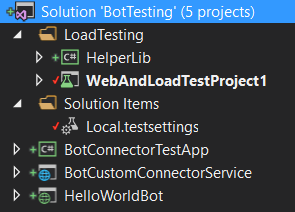 Solution 'BotTesting' (5 projects)
LoadTesting
C# HelperLib
WebAndLoadTestProject1
Solution Items
Local.testsettings
C# BotConnectorTestApp
BotCustomConnectorService
HelloWorldBot